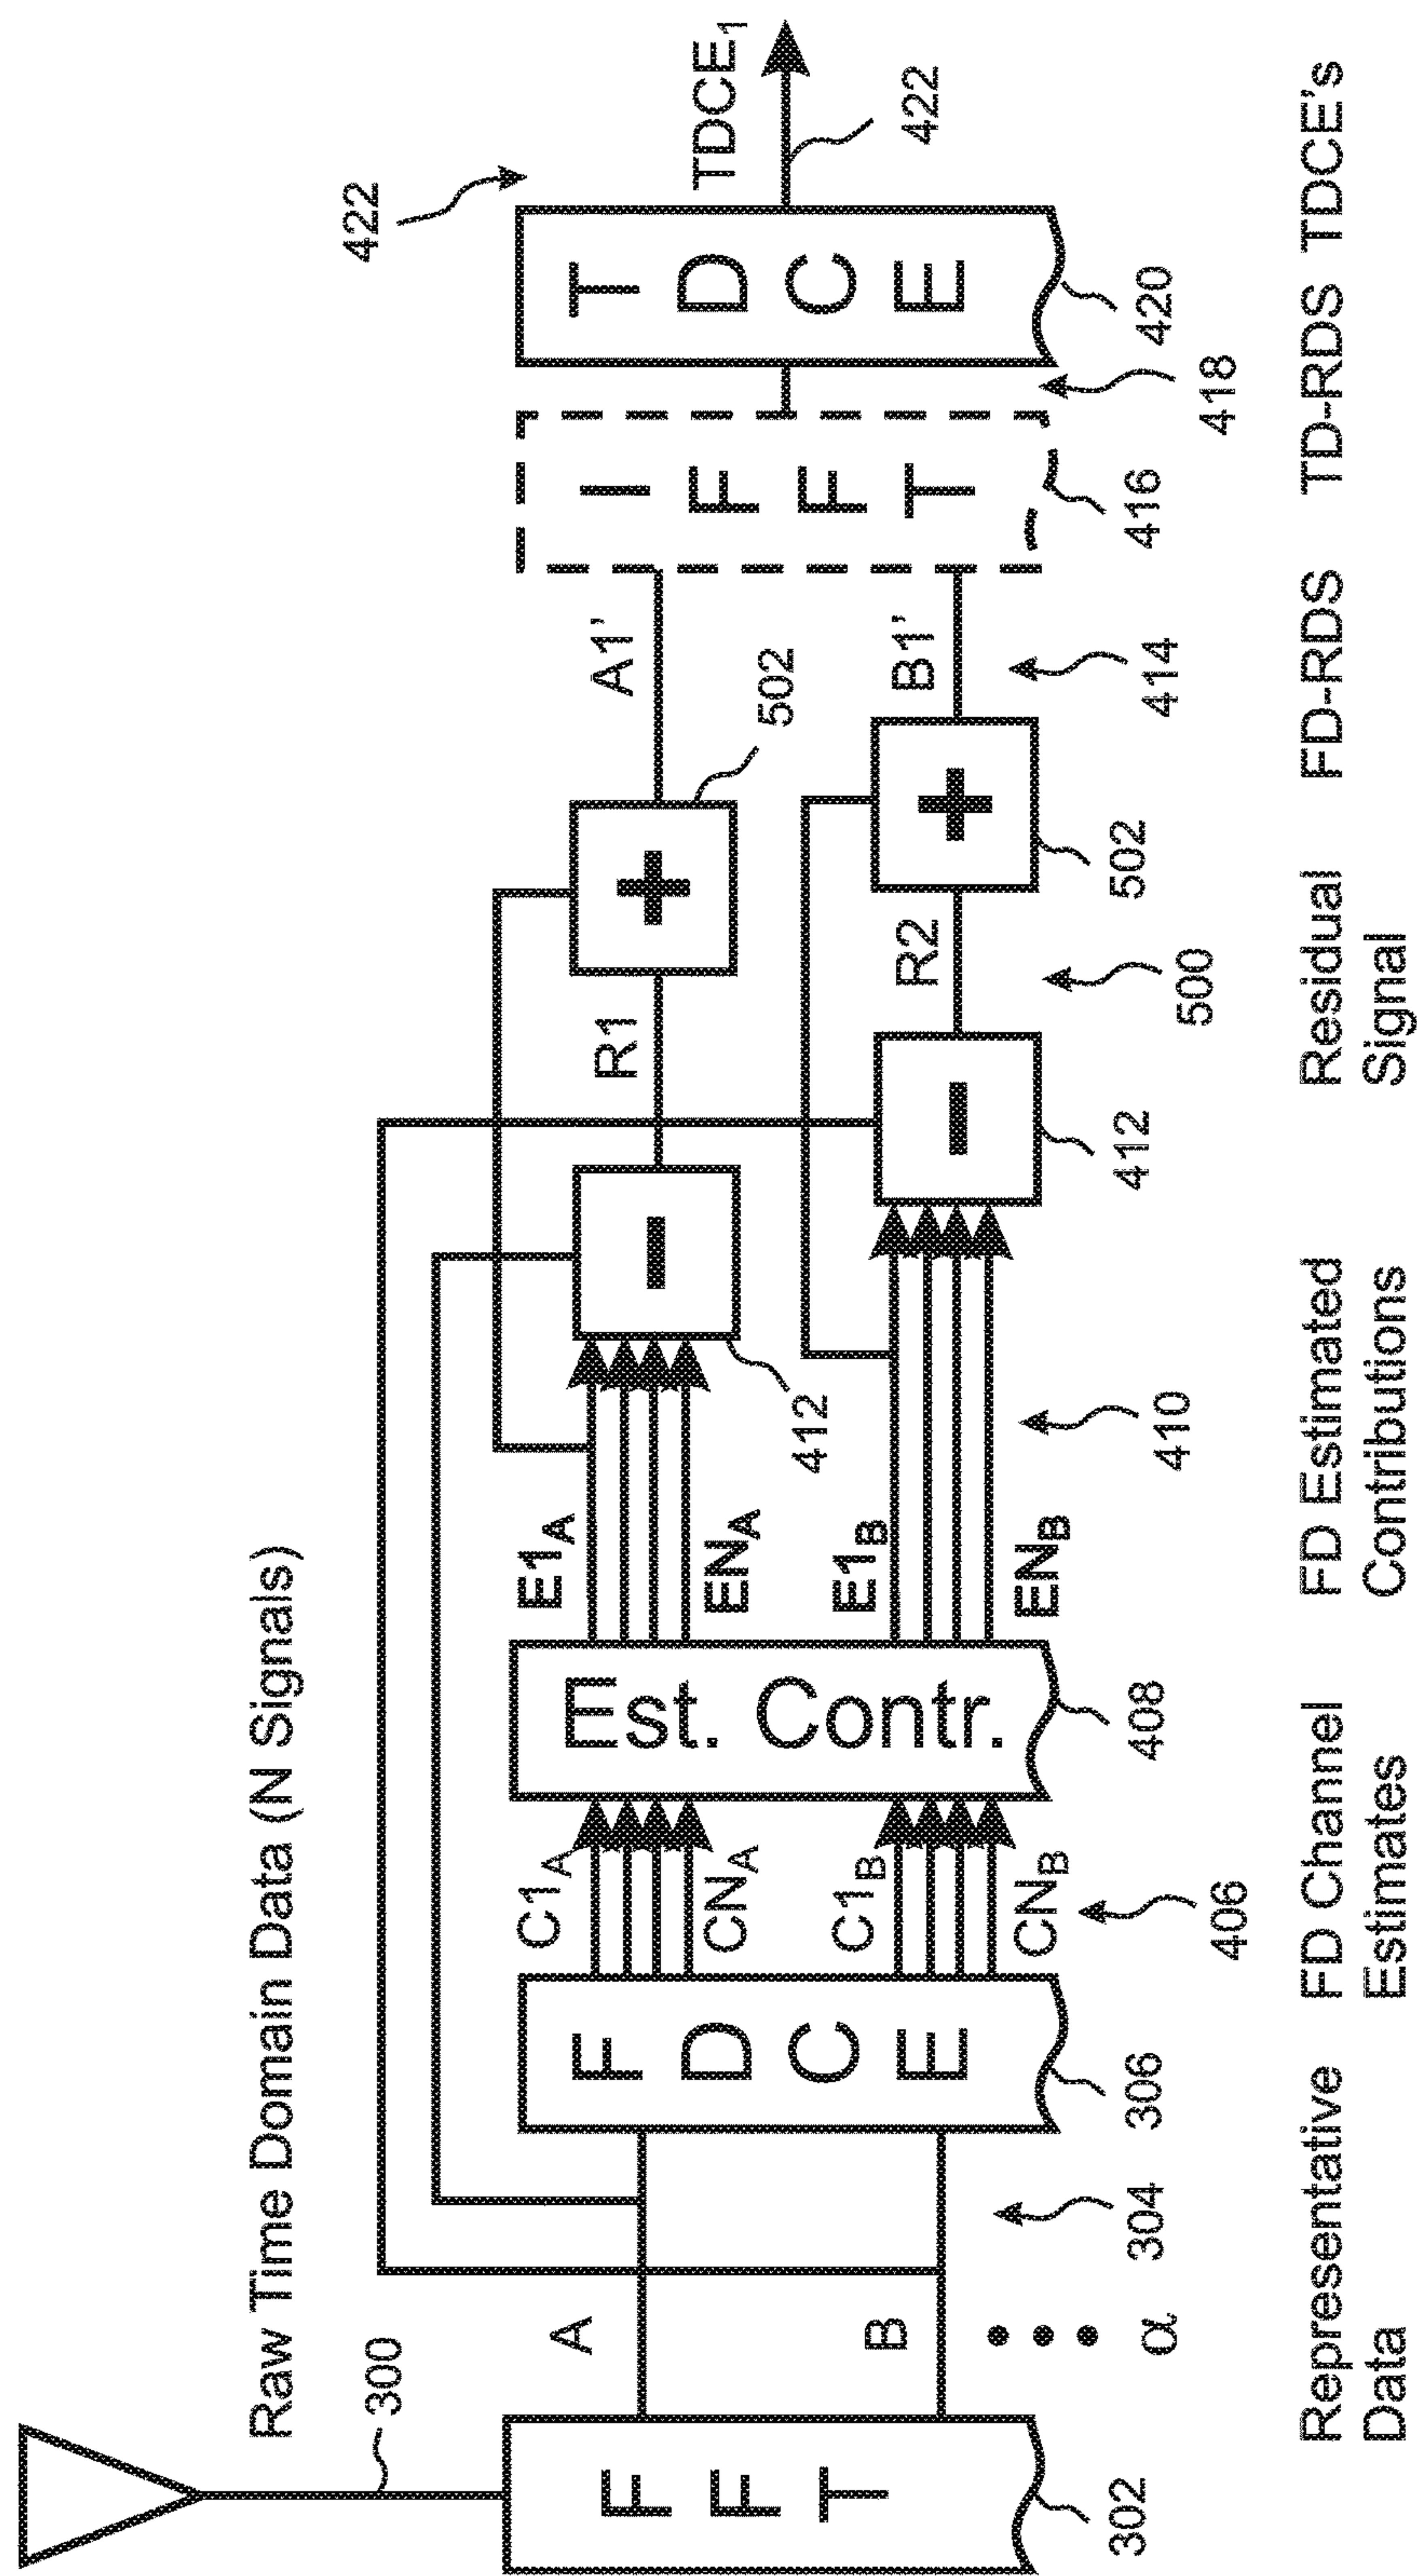 Raw Time Domain Data (N Signals)
300
422
FFT
302
A
B
α
304
FDCE
306
C1A
CNA
C1B
CNB
406
Est. Contr.
408
E1A
ENA
E1B
ENB
410
412
412
R1
R2
500
502
502
A1'
B1'
414
IFFT
416
418
TDCE
420
TDCE1
422
Representative
Data
FD Channel
Estimates
FD Estimated
Contributions
Residual
Signal
FD-RDS
TD-RDS
TDCE's